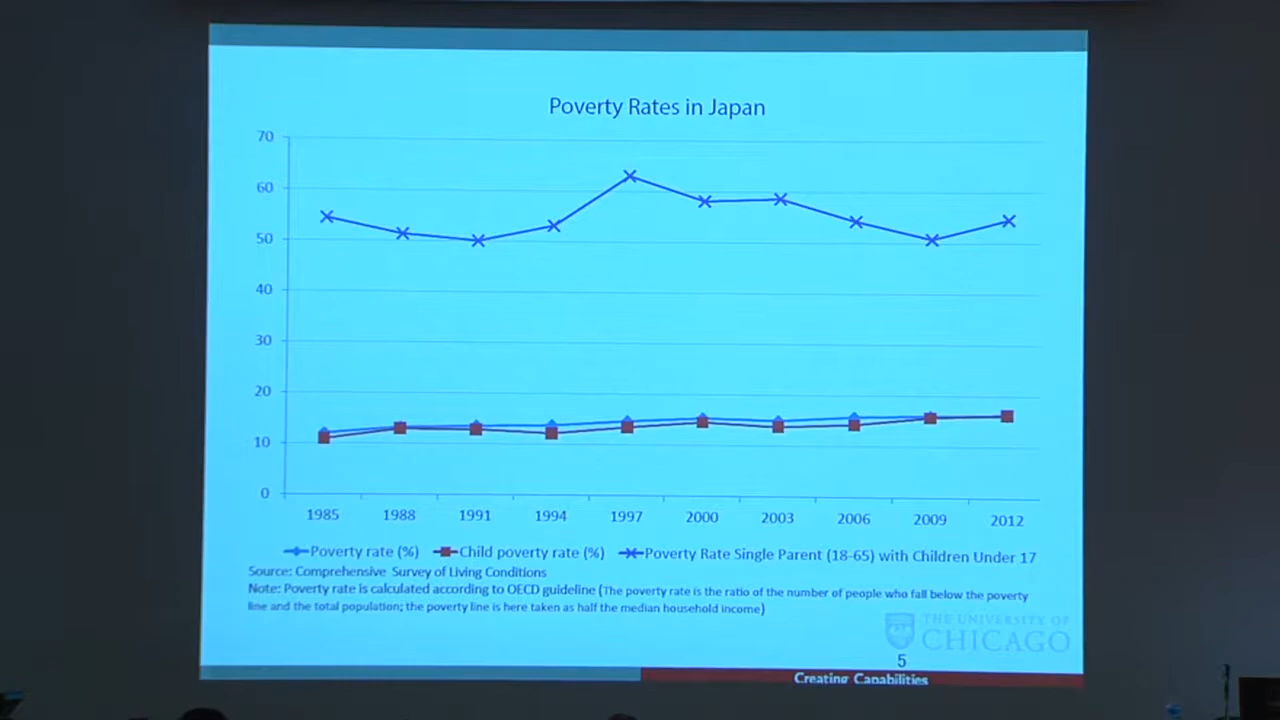 Poverty Rates in Japan
70
60
50
40
30
20
10
0
1985 1988 1991 1994 1997 2000 2003 2006 2009 2012
Poverty rate (%) Child poverty rate (%) Poverty Rate Single Parent (18-65) with Children Under 17
Source: Comprehensive Survey of Living Conditions
Note: Poverty rate is calculated according to OECD guideline (The poverty rate is the ratio of the number of people who fall below the poverty
line and the total population; the poverty line is here taken as half the median household income)
THE UNIVERSITY OF
CHICAGO
5
Creating Capabilities